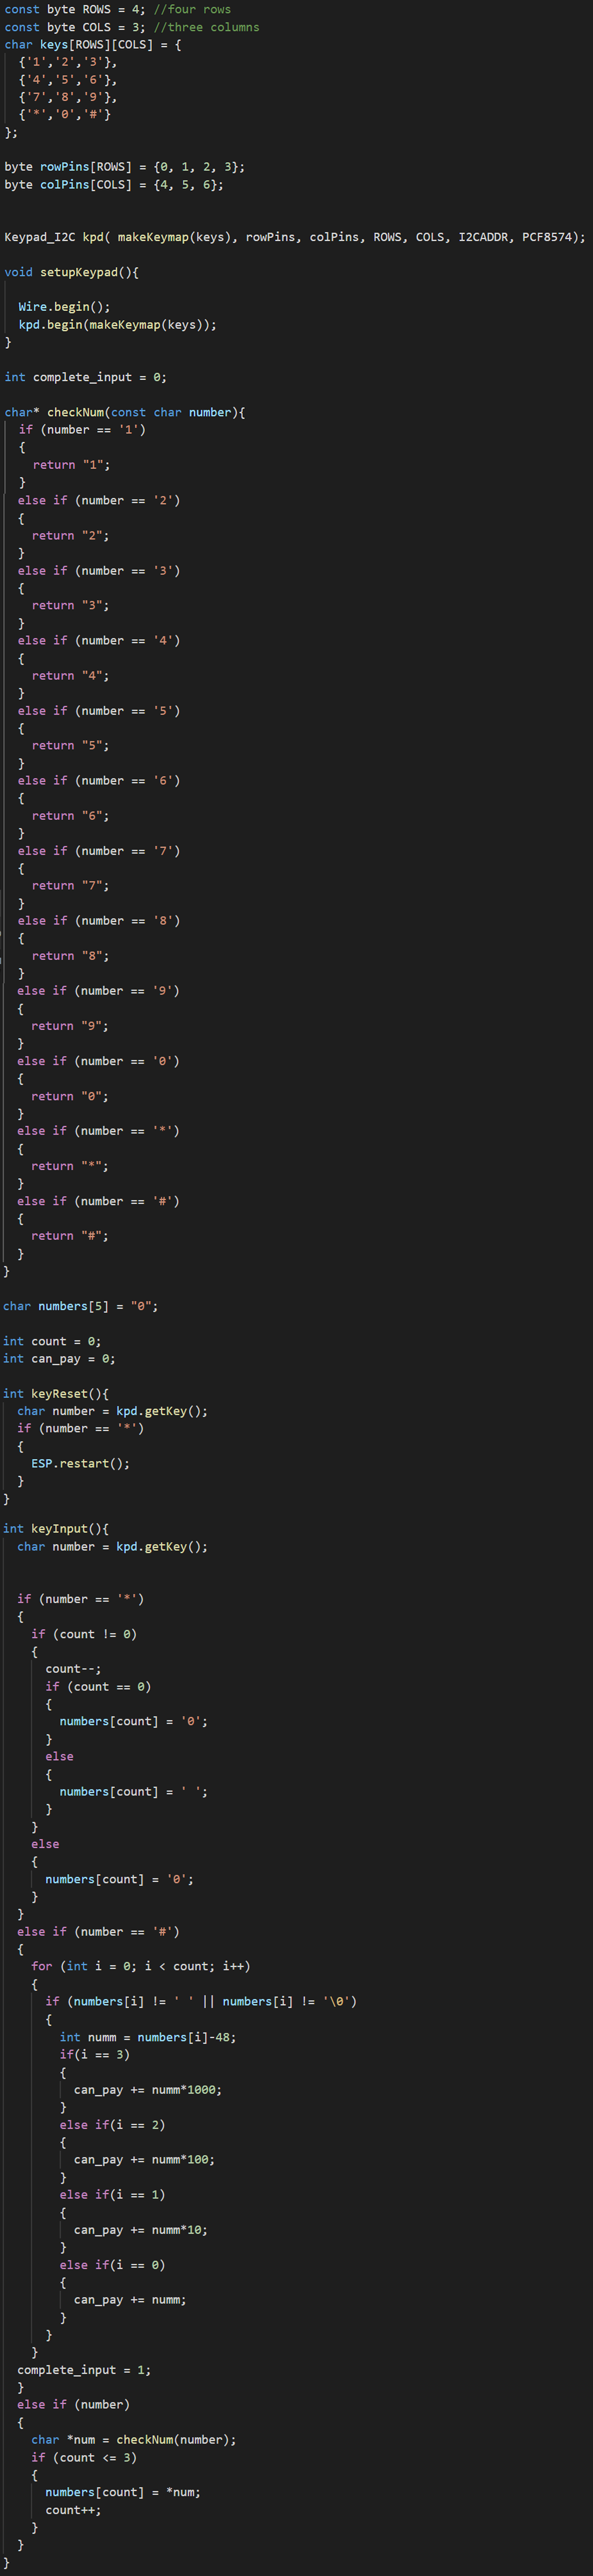 const byte ROWS = 4; //four rows
const byte COLS = 3; //three columns
char keys[ROWS][COLS] = {
  {'1','2','3'},
  {'4','5','6'},
  {'7','8','9'},
  {'*','0','#'}
};

byte rowPins[ROWS] = {0, 1, 2, 3};
byte colPins[COLS] = {4, 5, 6};


Keypad_I2C kpd( makeKeymap(keys), rowPins, colPins, ROWS, COLS, I2CADDR, PCF8574);

void setupKeypad(){

  Wire.begin();
  kpd.begin(makeKeymap(keys));
}

int complete_input = 0;

char* checkNum(const char number){
  if (number == '1')
  {
    return "1";
  }
  else if (number == '2')
  {
    return "2";
  }
  else if (number == '3')
  {
    return "3";
  }
  else if (number == '4')
  {
    return "4";
  }
  else if (number == '5')
  {
    return "5";
  }
  else if (number == '6')
  {
    return "6";
  }
  else if (number == '7')
  {
    return "7";
  }
  else if (number == '8')
  {
    return "8";
  }
  else if (number == '9')
  {
    return "9";
  }
  else if (number == '0')
  {
    return "0";
  }
  else if (number == '*')
  {
    return "*";
  }
  else if (number == '#')
  {
    return "#";
  }
}

char numbers[5] = "0";

int count = 0;
int can_pay = 0;

int keyReset(){
  char number = kpd.getKey();
  if (number == '*')
  {
    ESP.restart();
  }
}

int keyInput(){
  char number = kpd.getKey();


  if (number == '*')
  {
    if (count != 0)
    {
      count--;
      if (count == 0)
      {
        numbers[count] = '0';
      }
      else
      {
        numbers[count] = ' ';
      }
    }
    else
    {
      numbers[count] = '0';
    }
  }
  else if (number == '#')
  {
    for (int i = 0; i < count; i++)
    {
      if (numbers[i] != ' ' || numbers[i] != '\0')
      {
        int numm = numbers[i]-48;
        if(i == 3)
        {
          can_pay += numm*1000;
        }
        else if(i == 2)
        {
          can_pay += numm*100;
        }
        else if(i == 1)
        {
          can_pay += numm*10;
        }
        else if(i == 0)
        {
          can_pay += numm;
        }
      }
    }
  complete_input = 1;
  }
  else if (number)
  {
    char *num = checkNum(number);
    if (count <= 3)
    {
      numbers[count] = *num;
      count++;
    }
  }
}